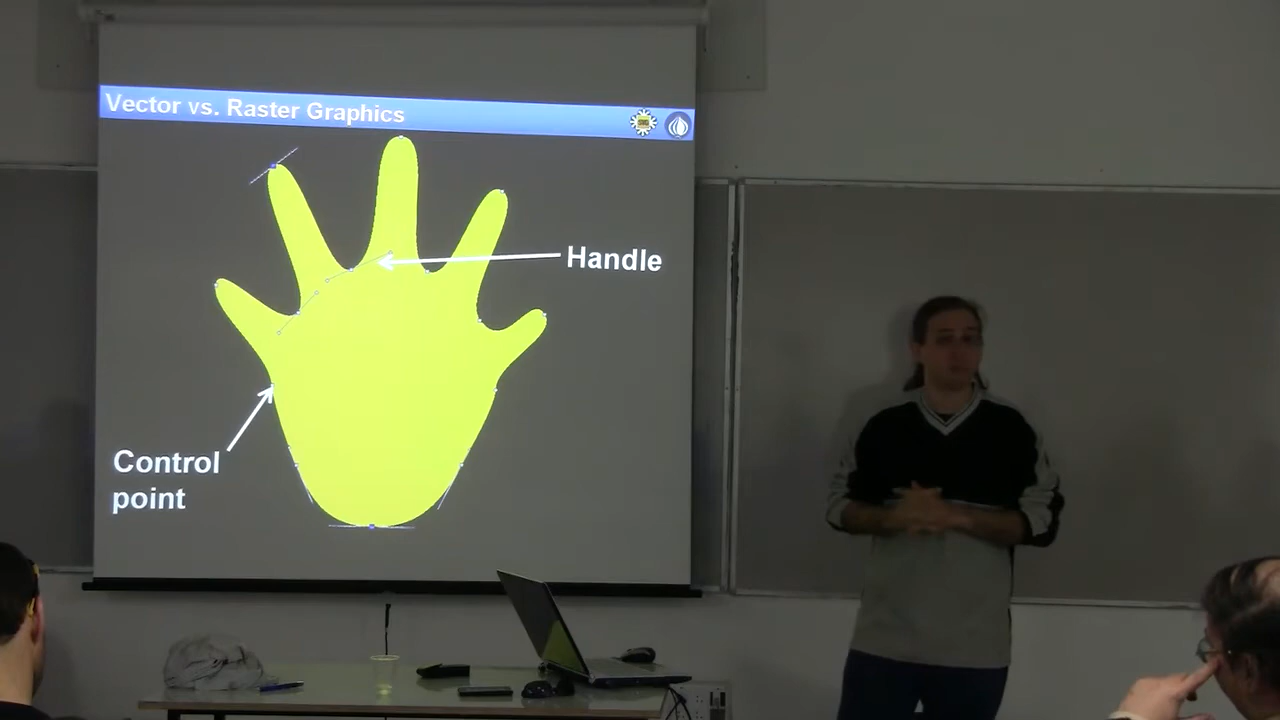 Vector vs. Raster Graphics
Handle
Control
point